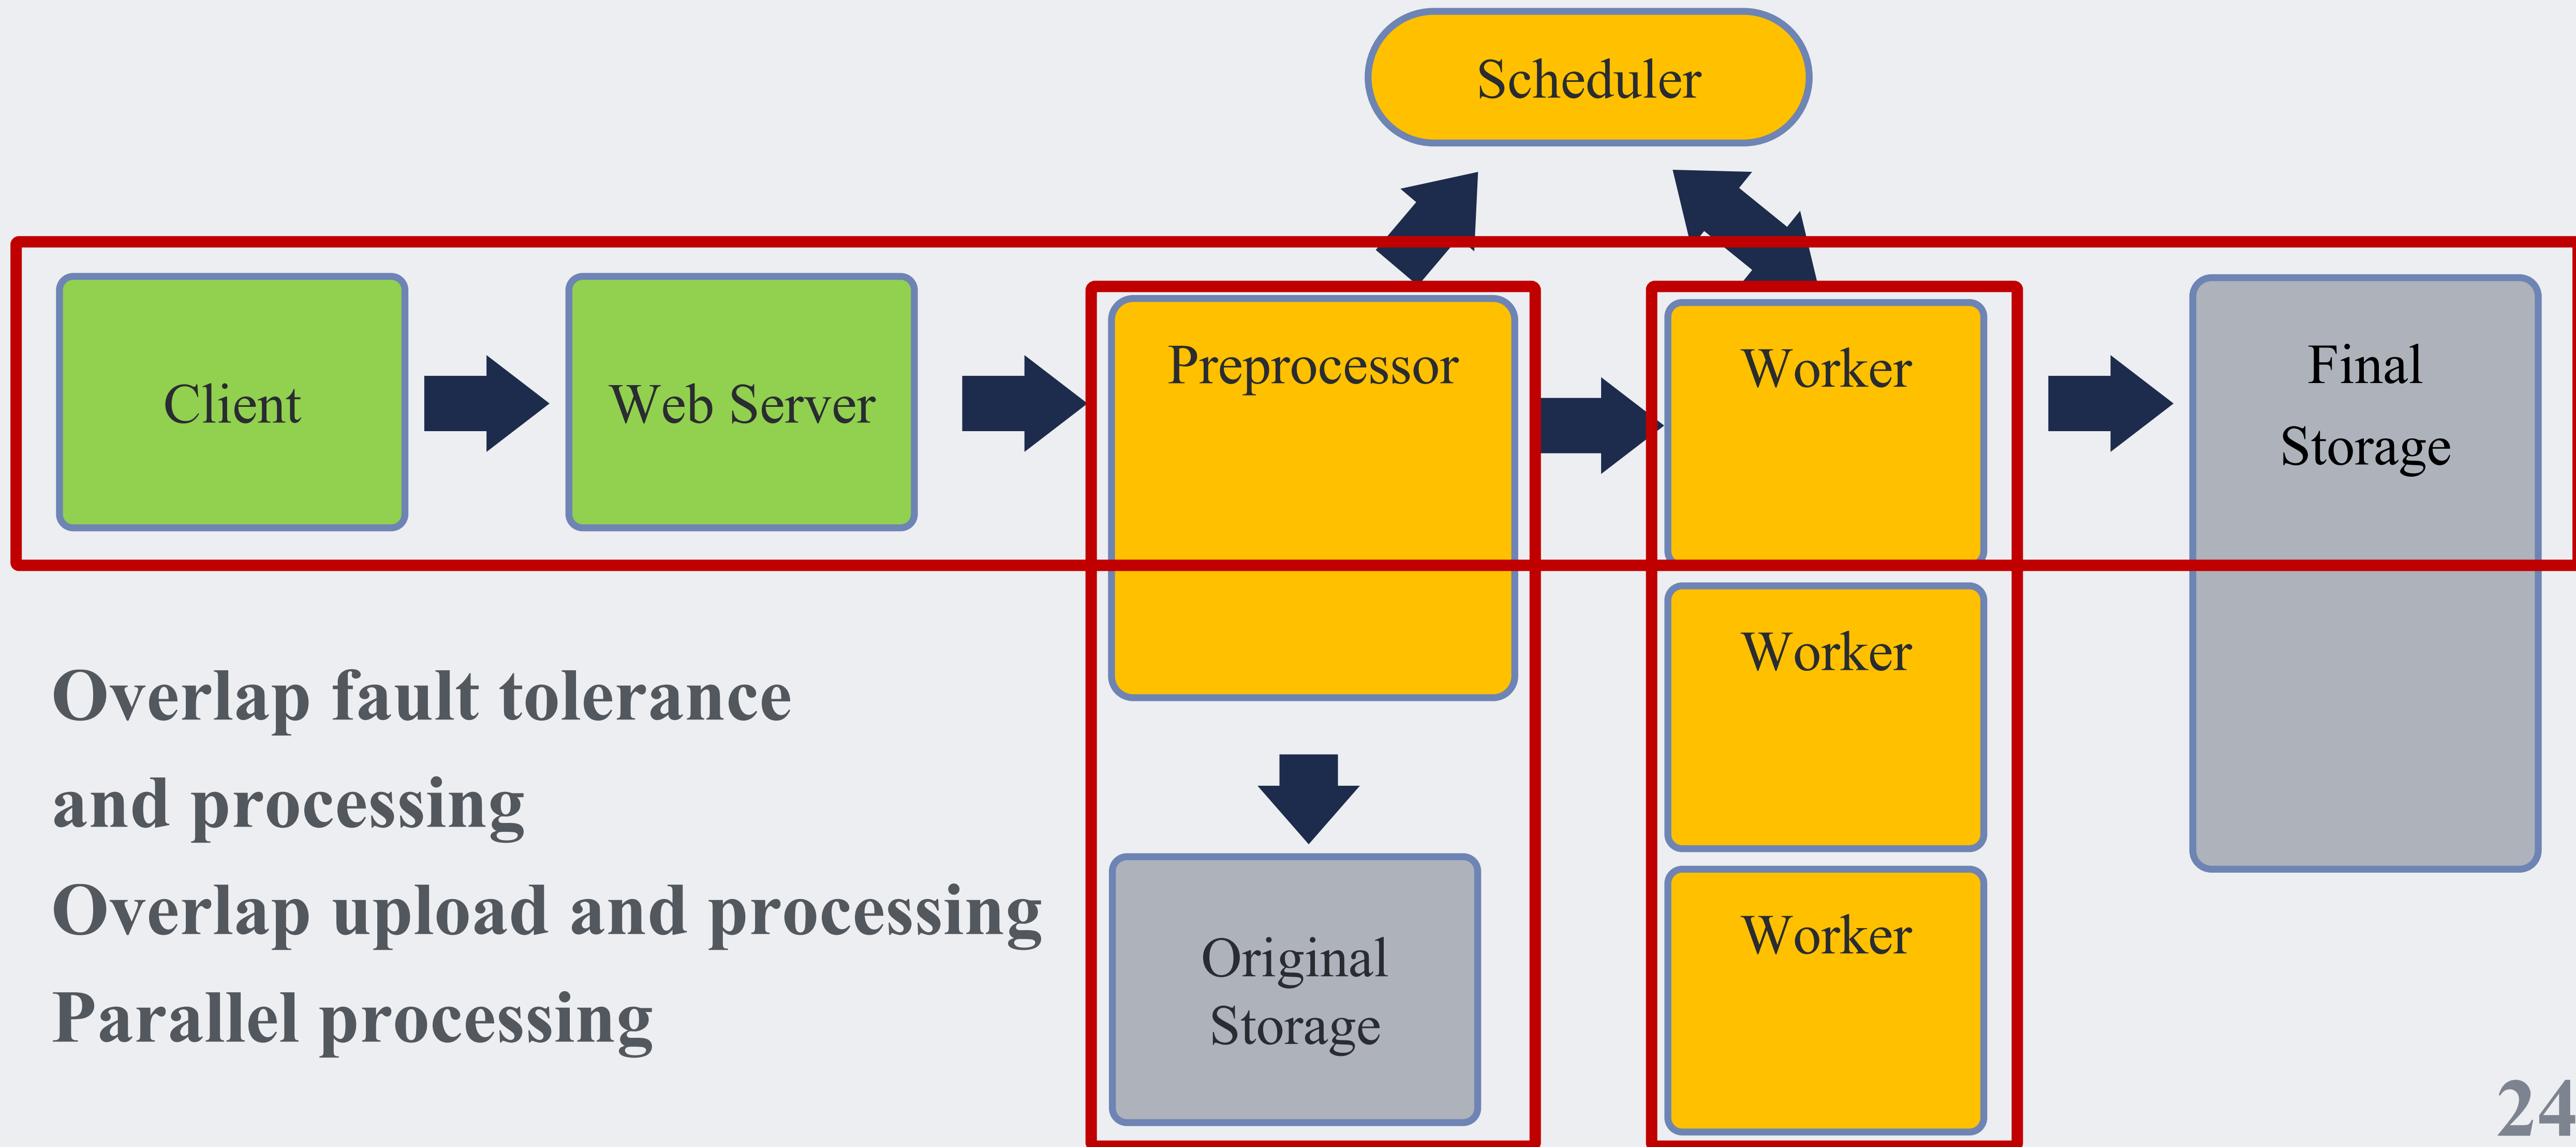 Scheduler
Client
Web Server
Preprocessor
Worker
Final
Storage
Worker
Worker
Original
Storage
Overlap fault tolerance
and processing
Overlap upload and processing
Parallel processing
24